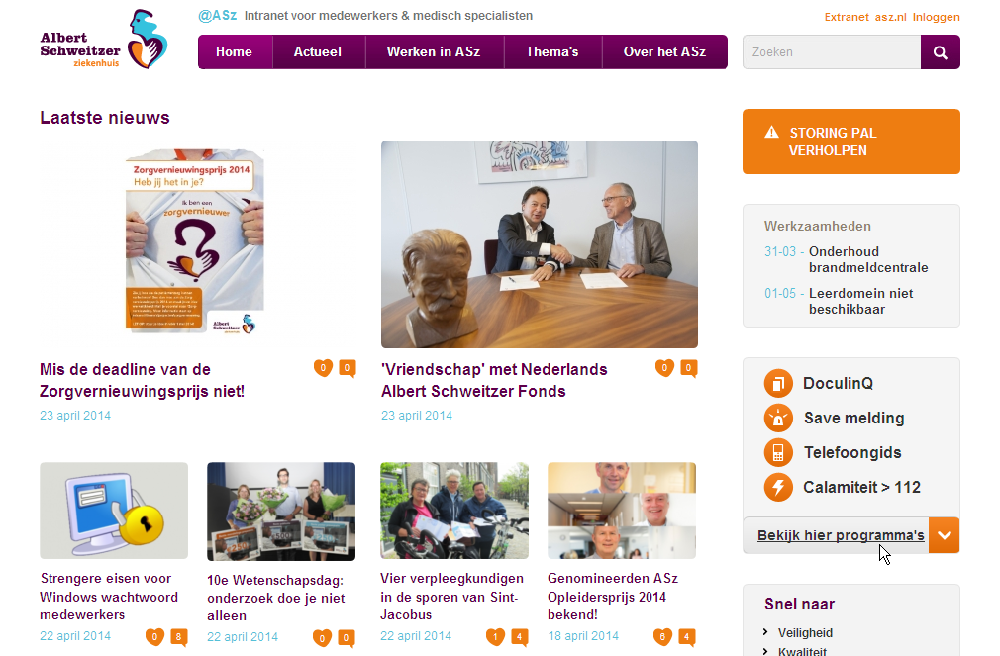 @ASz Intranet voor medewerkers & medisch specialisten
Extranet asz.nl Inloggen
Albert
Schweitzer
ziekenhuis
Home
Actueel
Werken in ASz
Thema's
Over het ASz
Zoeken
Laatste nieuws
Zorgvernieuwingsprijs 2014
Heb jij het in je?
Ik ben een
zorgvernieuwer
Albert
Schweitzer
ziekenhuis
Mis de deadline van de
Zorgvernieuwingsprijs niet!
0 0
23 april 2014
'Vriendschap' met Nederlands
Albert Schweitzer Fonds
0 0
23 april 2014
Strengere eisen voor
Windows wachtwoord
medewerkers
22 april 2014
0 8
10e Wetenschapsdag:
onderzoek doe je niet
alleen
22 april 2014
0 0
Vier verpleegkundigen
in de sporen van Sint-
Jacobus
22 april 2014
1 4
Genomineerden ASz
Opleidersprijs 2014
bekend!
18 april 2014
6 4
STORING PAL
VERHOLPEN
Werkzaamheden
31-03 - Onderhoud
brandmeldcentrale
01-05 - Leerdomein niet
beschikbaar
DoculinQ
Save melding
Telefoongids
Calamiteit > 112
Bekijk hier programma's
Snel naar
Veiligheid
Kwaliteit